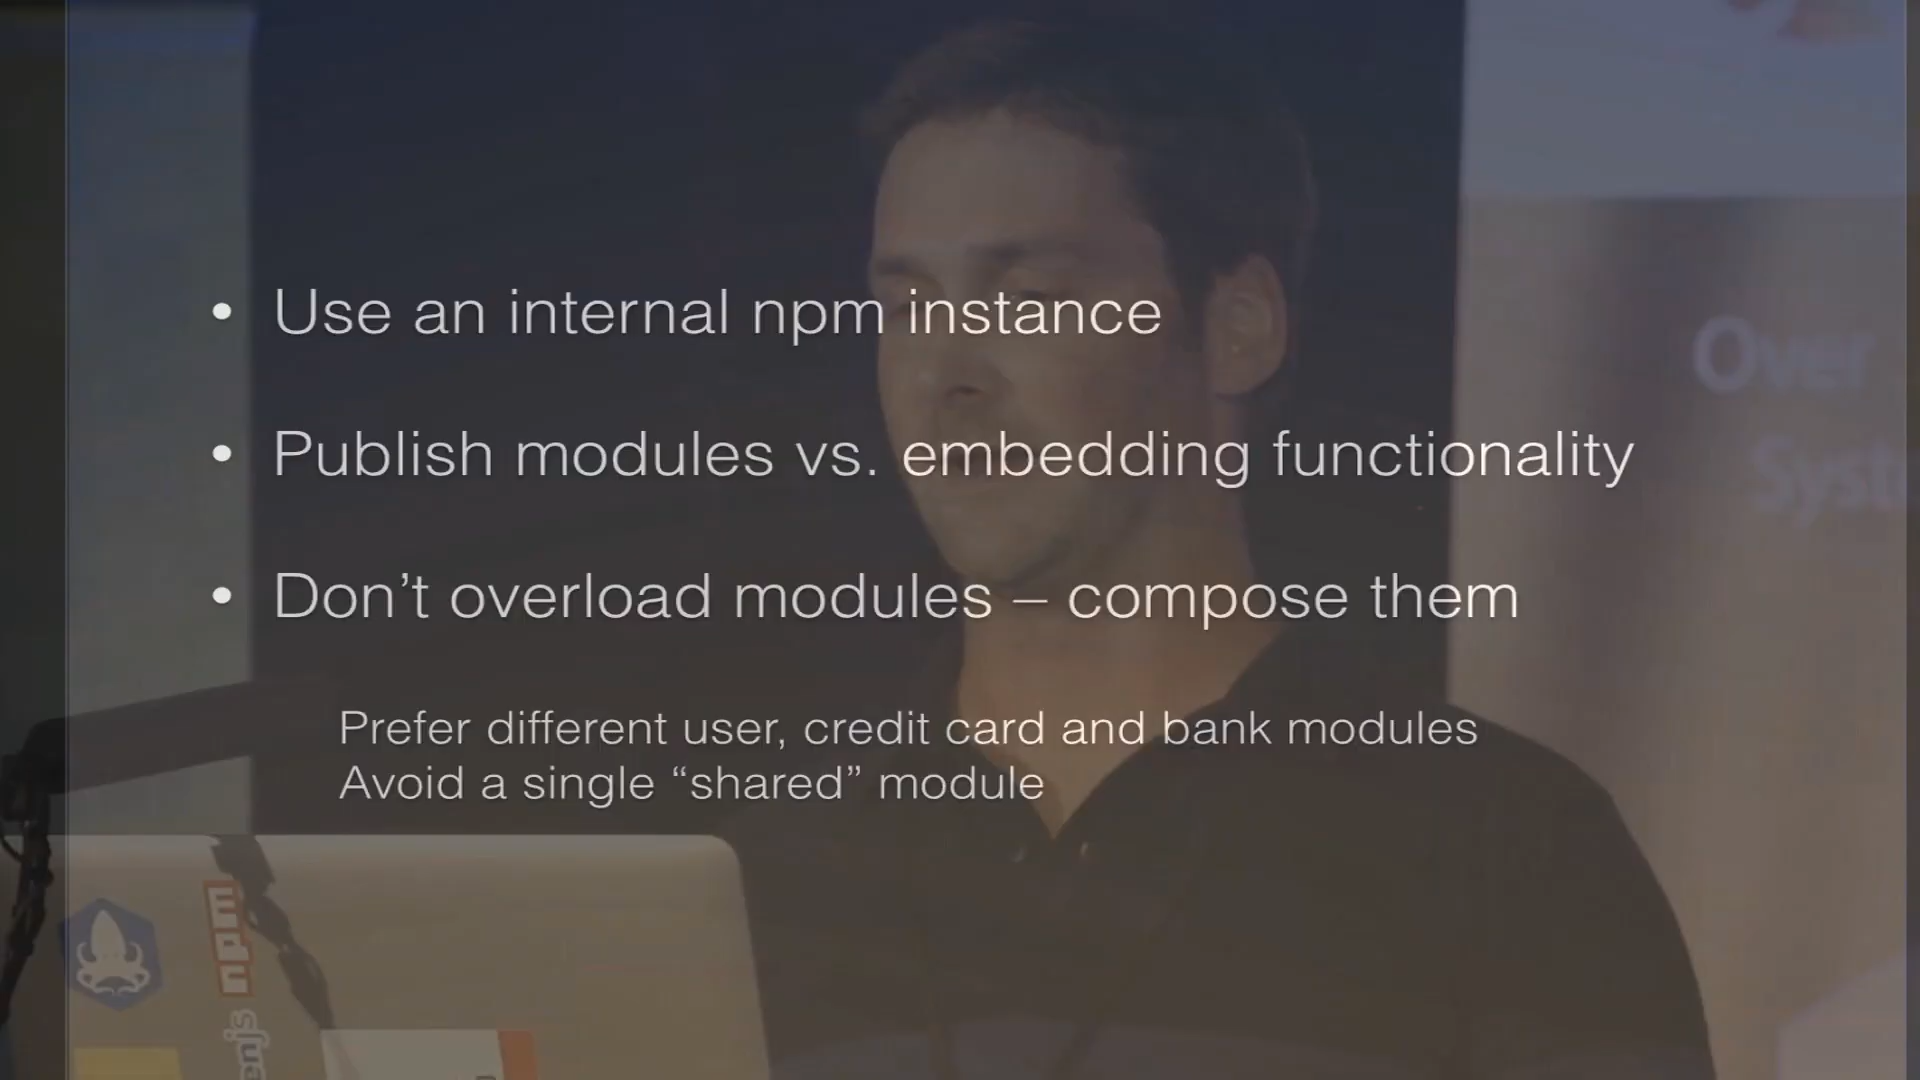 • Use an internal npm instance
• Publish modules vs. embedding functionality
• Don’t overload modules – compose them
Prefer different user, credit card and bank modules
Avoid a single “shared” module
Over
npm